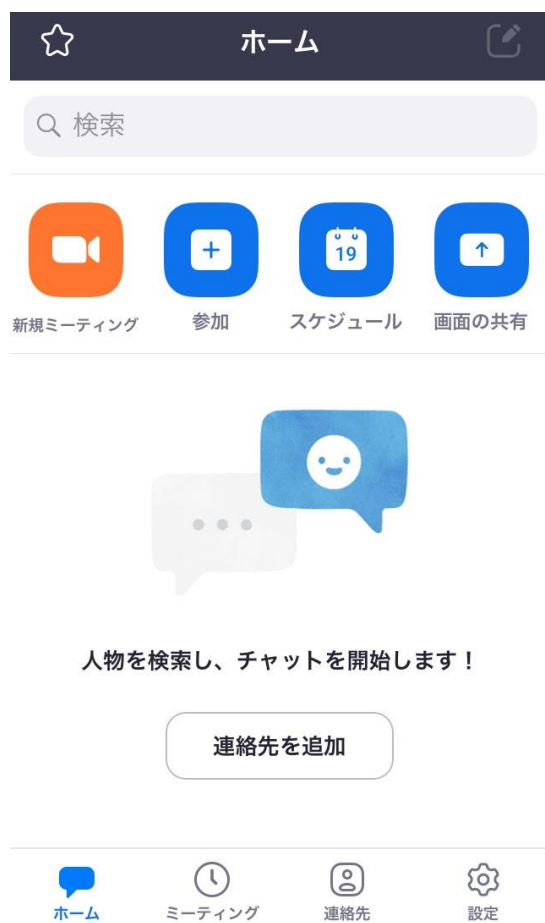 ホーム
検索
19
新規ミーティング
参加
スケジュール
画面の共有
人物を検索し、チャットを開始します！
連絡先を追加
ホーム
ミーティング
連絡先
設定